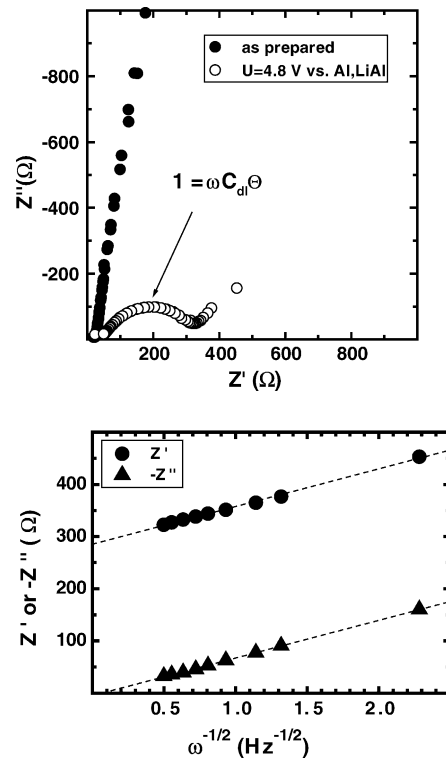 as prepared
U=4.8 V vs. Al,LiAl
-800
-600
-400
-200
Z''(Ω)
1 = ωC_dlΘ
200 400 600 800 1000
Z' (Ω)
Z '
-Z''
400
300
200
100
Z ' or -Z'' ( Ω)
0.5 1.0 1.5 2.0
ω^-1/2 (Hz^-1/2)